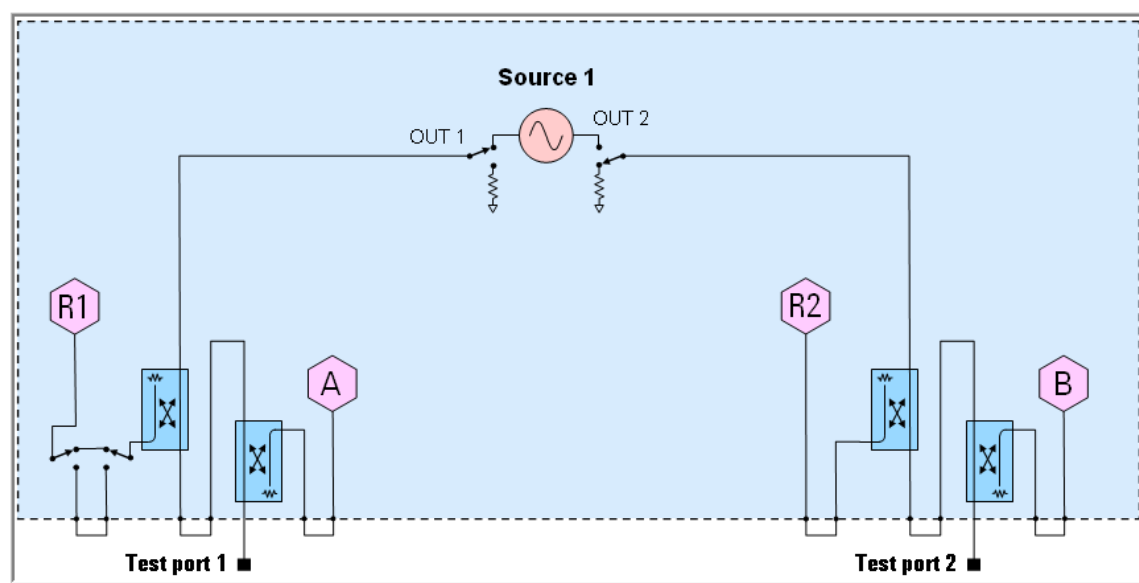 Source 1
OUT 1
OUT 2
R1
R2
A
B
Test port 1
Test port 2